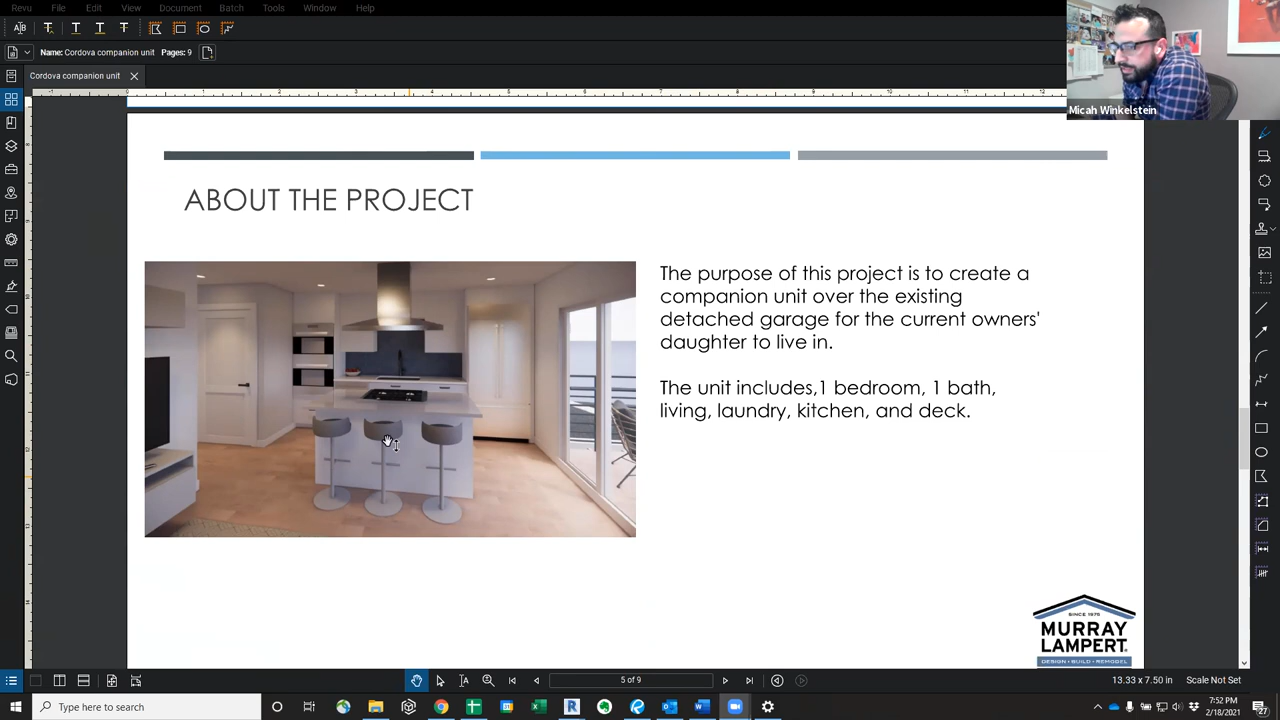 Revu File Edit View Document Batch Tools Window Help
Name: Cordova companion unit Pages: 9
Cordova companion unit
Micah Winkelstein
ABOUT THE PROJECT
The purpose of this project is to create a
companion unit over the existing
detached garage for the current owners'
daughter to live in.
The unit includes,1 bedroom, 1 bath,
living, laundry, kitchen, and deck.
SINCE 1975
MURRAY
LAMPERT
DESIGN • BUILD • REMODEL
5 of 9
13.33 x 7.50 in Scale Not Set
Type here to search
7:52 PM
2/18/2021
27